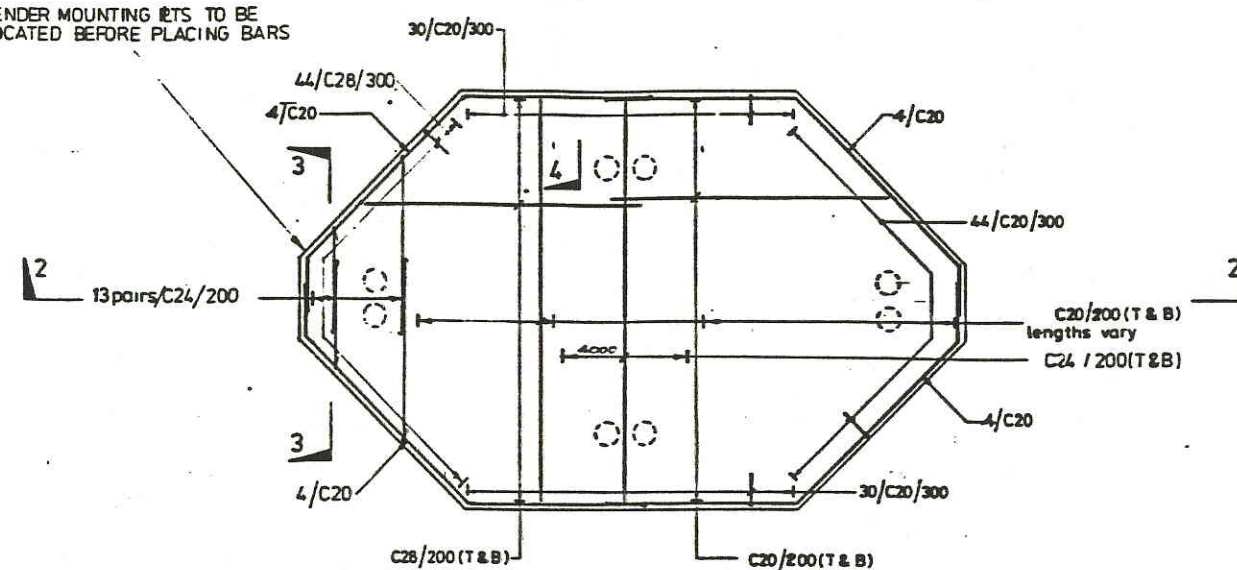 ENDER MOUNTING BTS TO BE
OCATED BEFORE PLACING BARS
30/C20/300
44/C28/300
4/C20
4/C20
3
4
44/C20/300
2
2
13pairs/C24/200
C20/200 (T & B)
lengths vary
4000
C24 / 200(T&B)
4/C20
3
4/C20
30/C20/300
C28/200 (T & B)
C20/200 (T & B)